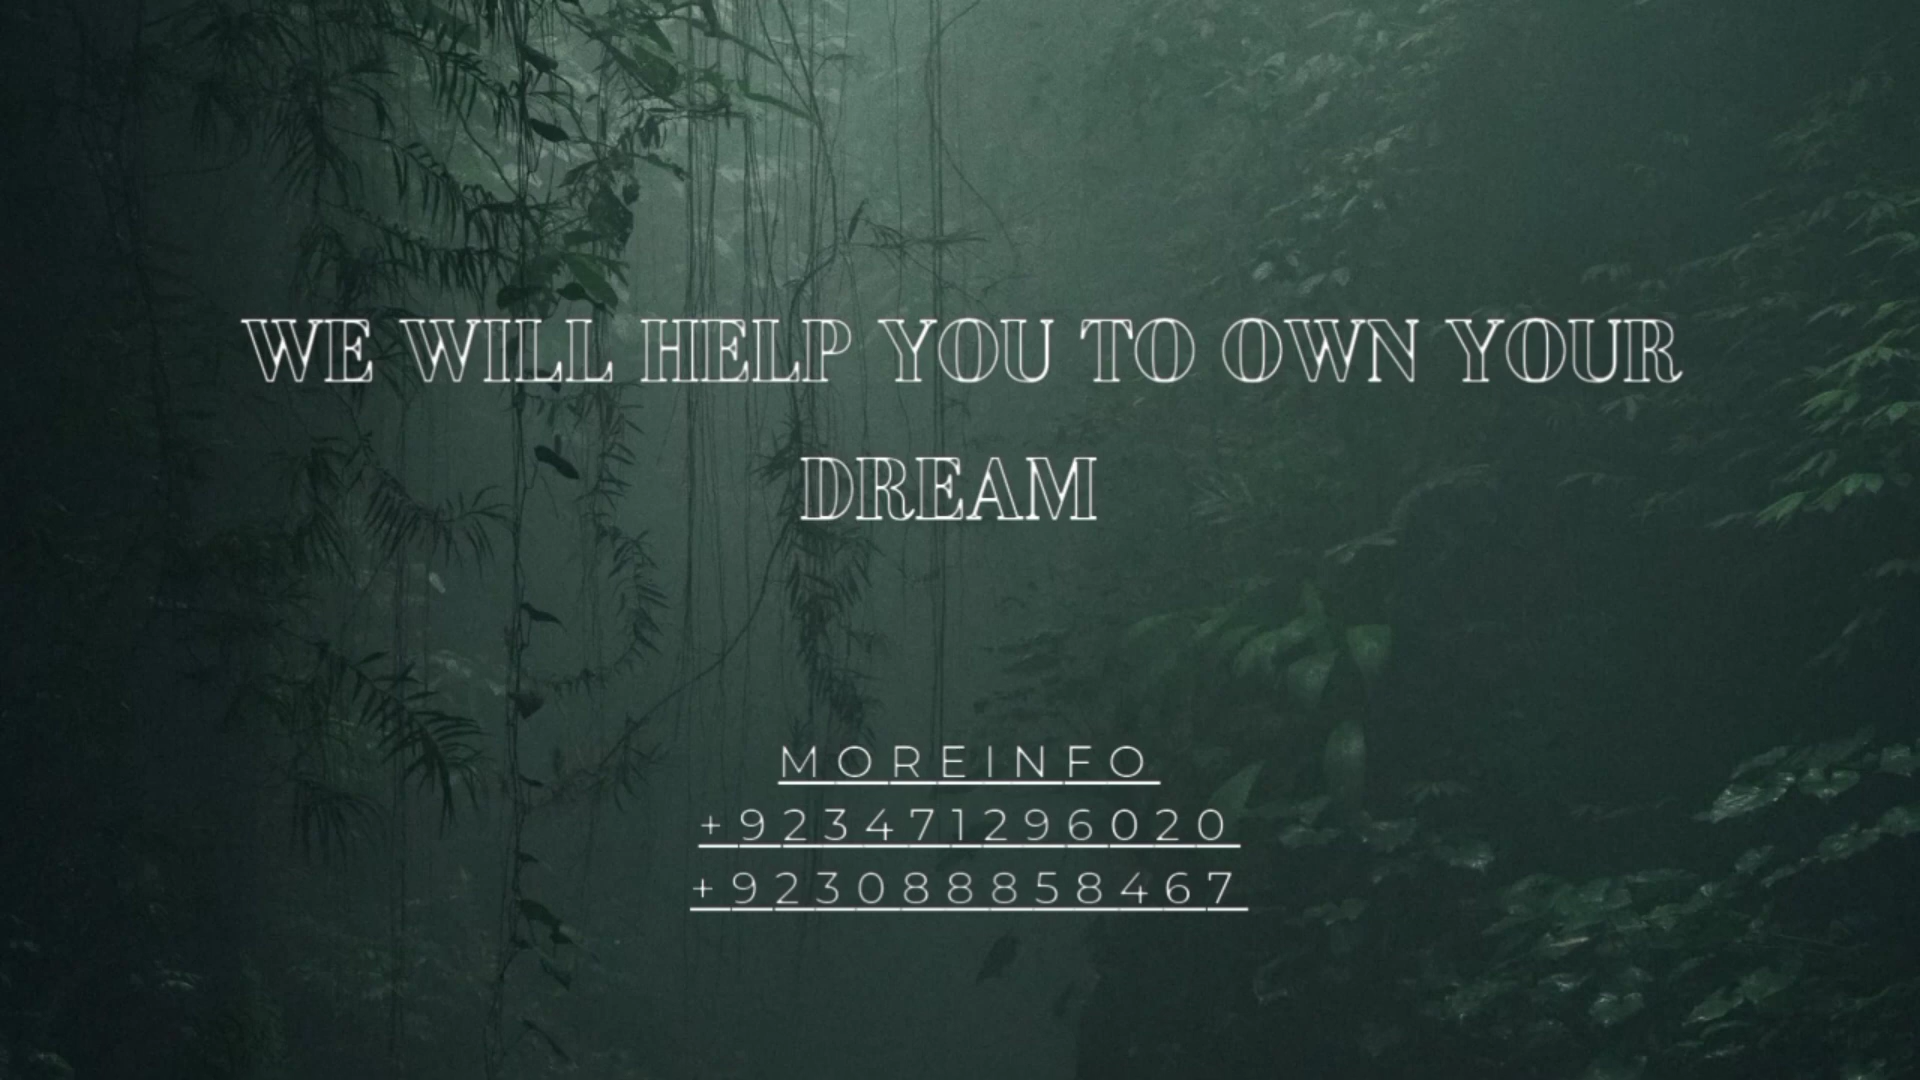 WE WILL HELP YOU TO OWN YOUR
DREAM
MOREINFO
+923471296020
+923088858467